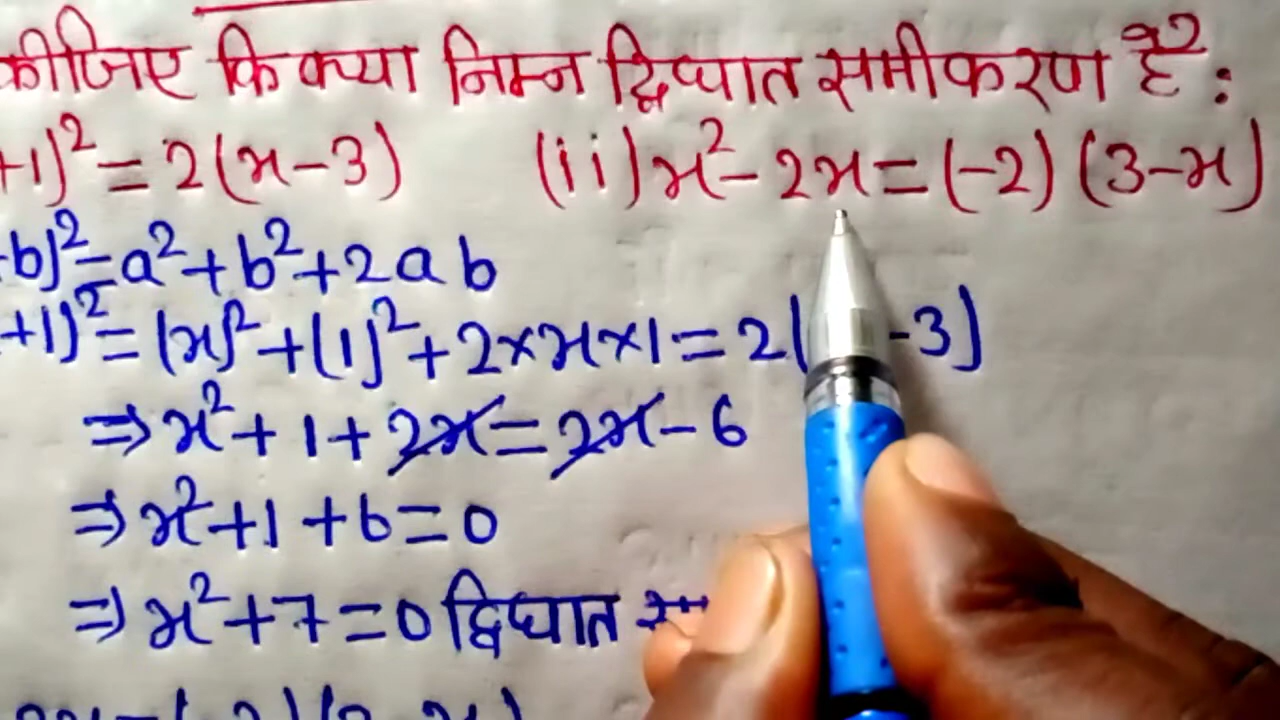 कीजिए कि क्या निम्न द्विघात समीकरण हैं :
+1)² = 2(x-3) (ii) x² - 2x = (-2) (3-x)
b)² = a² + b² + 2ab
+1)² = (x)² + (1)² + 2×x×1 = 2( -3)
⇒ x² + 1 + 2x = 2x - 6
⇒ x² + 1 + 6 = 0
⇒ x² + 7 = 0 द्विघात